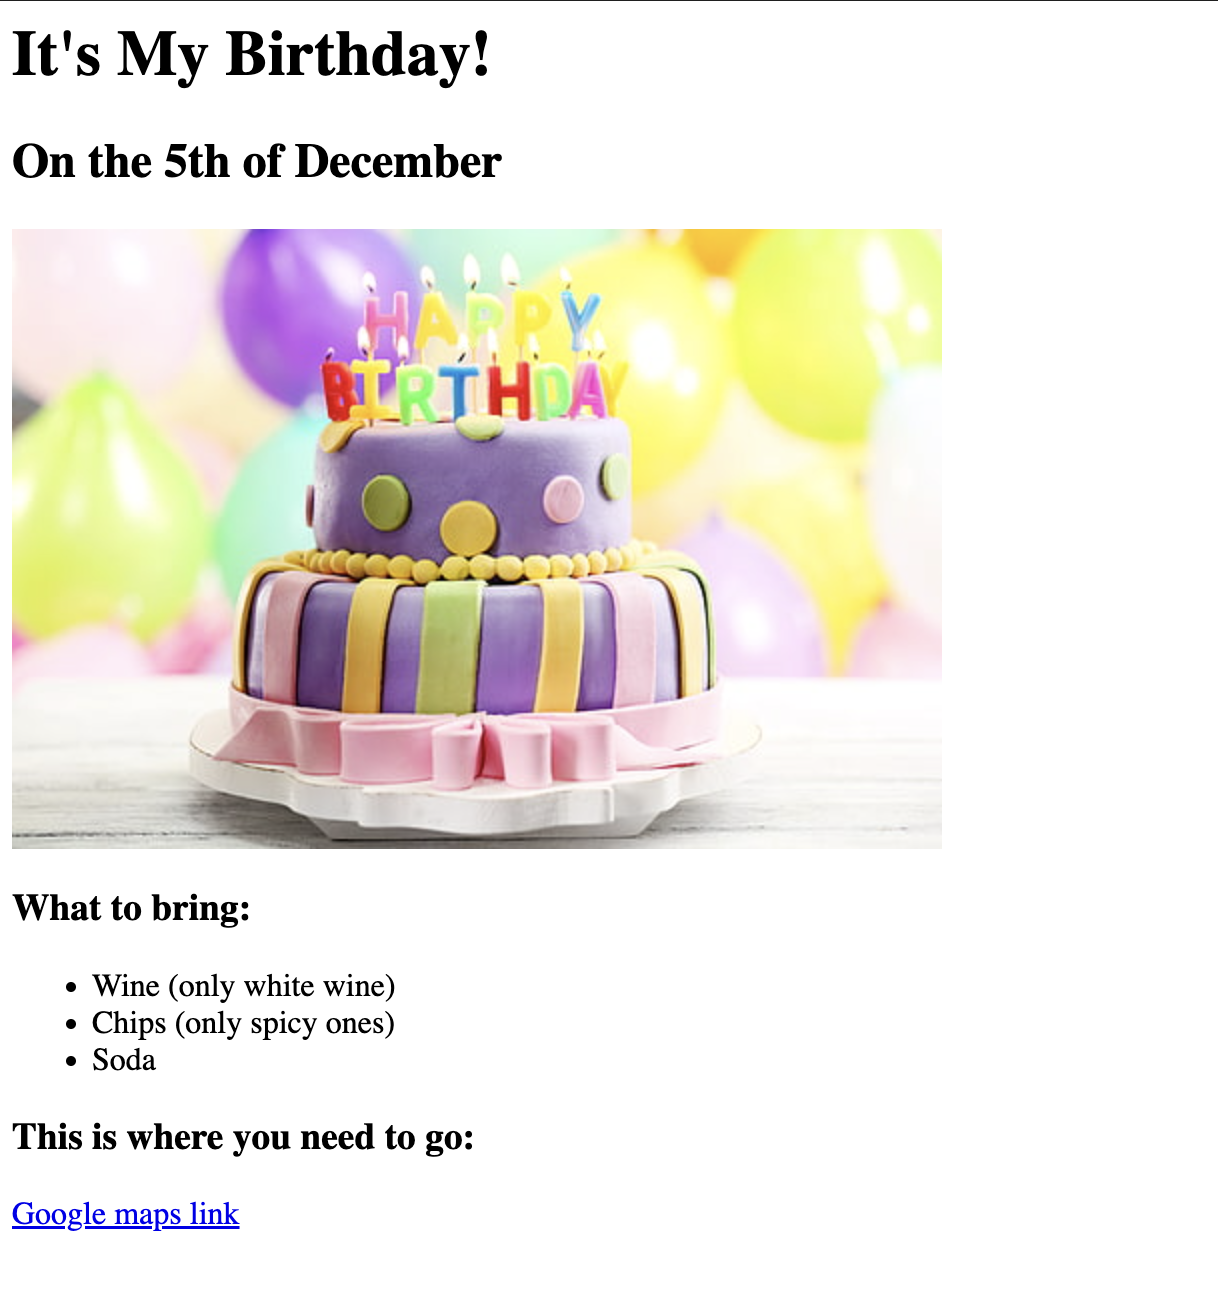 It's My Birthday!
On the 5th of December
HAPPY
BIRTHDAY
What to bring:
Wine (only white wine)
Chips (only spicy ones)
Soda
This is where you need to go:
Google maps link